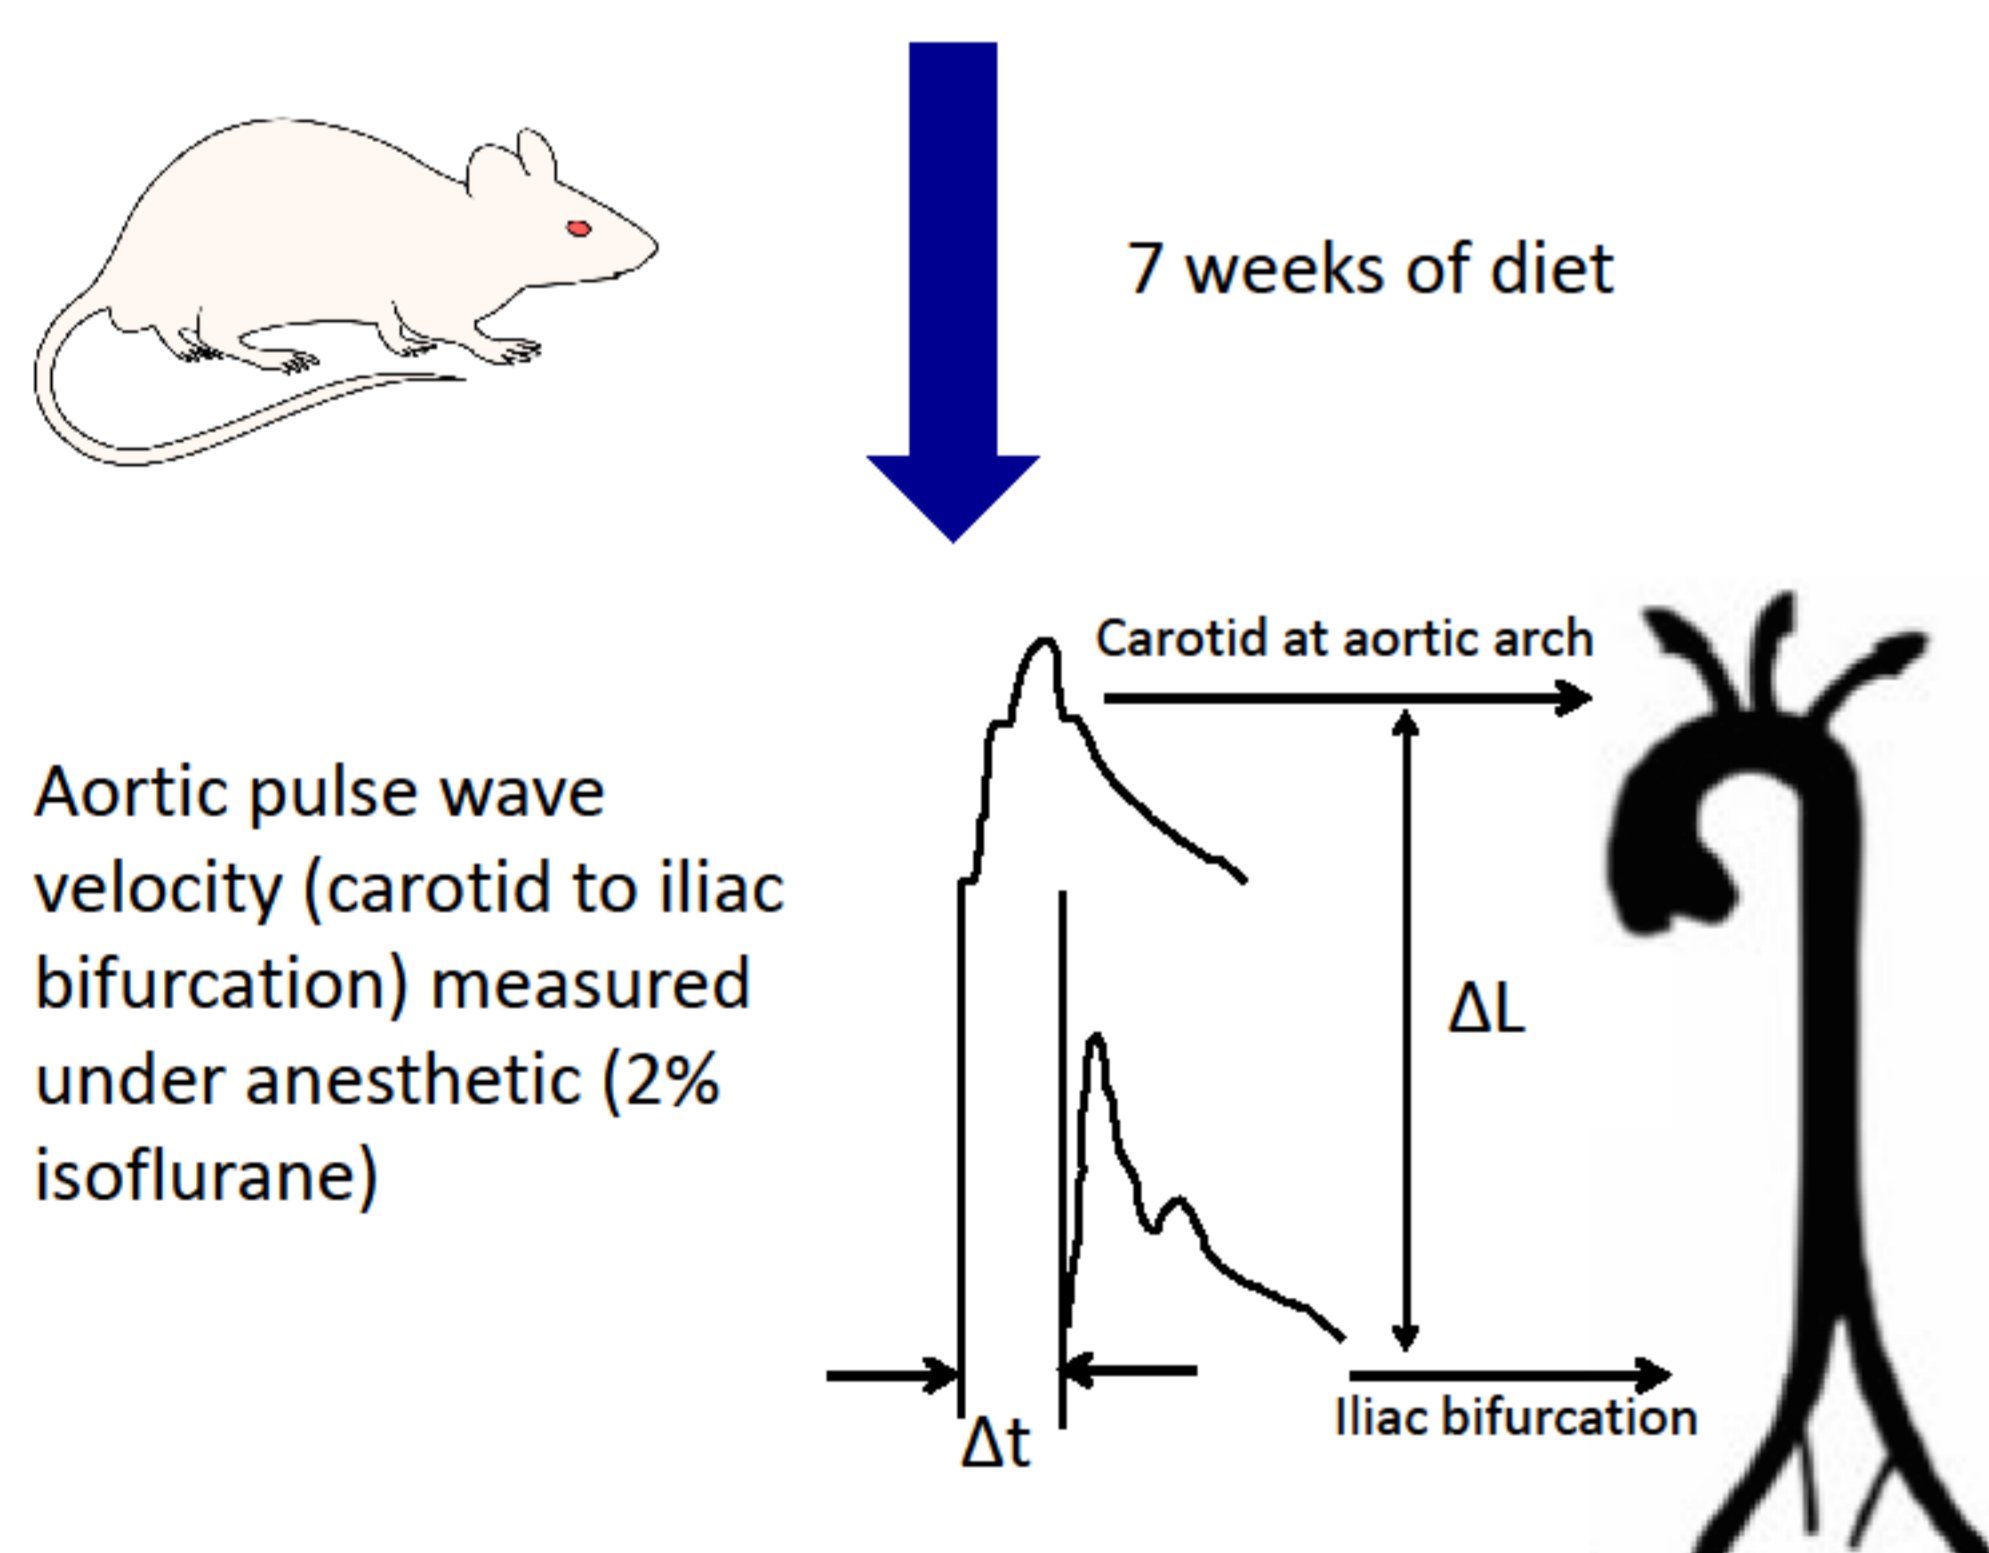 7 weeks of diet
Carotid at aortic arch
Aortic pulse wave
velocity (carotid to iliac
bifurcation) measured
under anesthetic (2%
isoflurane)
ΔL
Iliac bifurcation
Δt